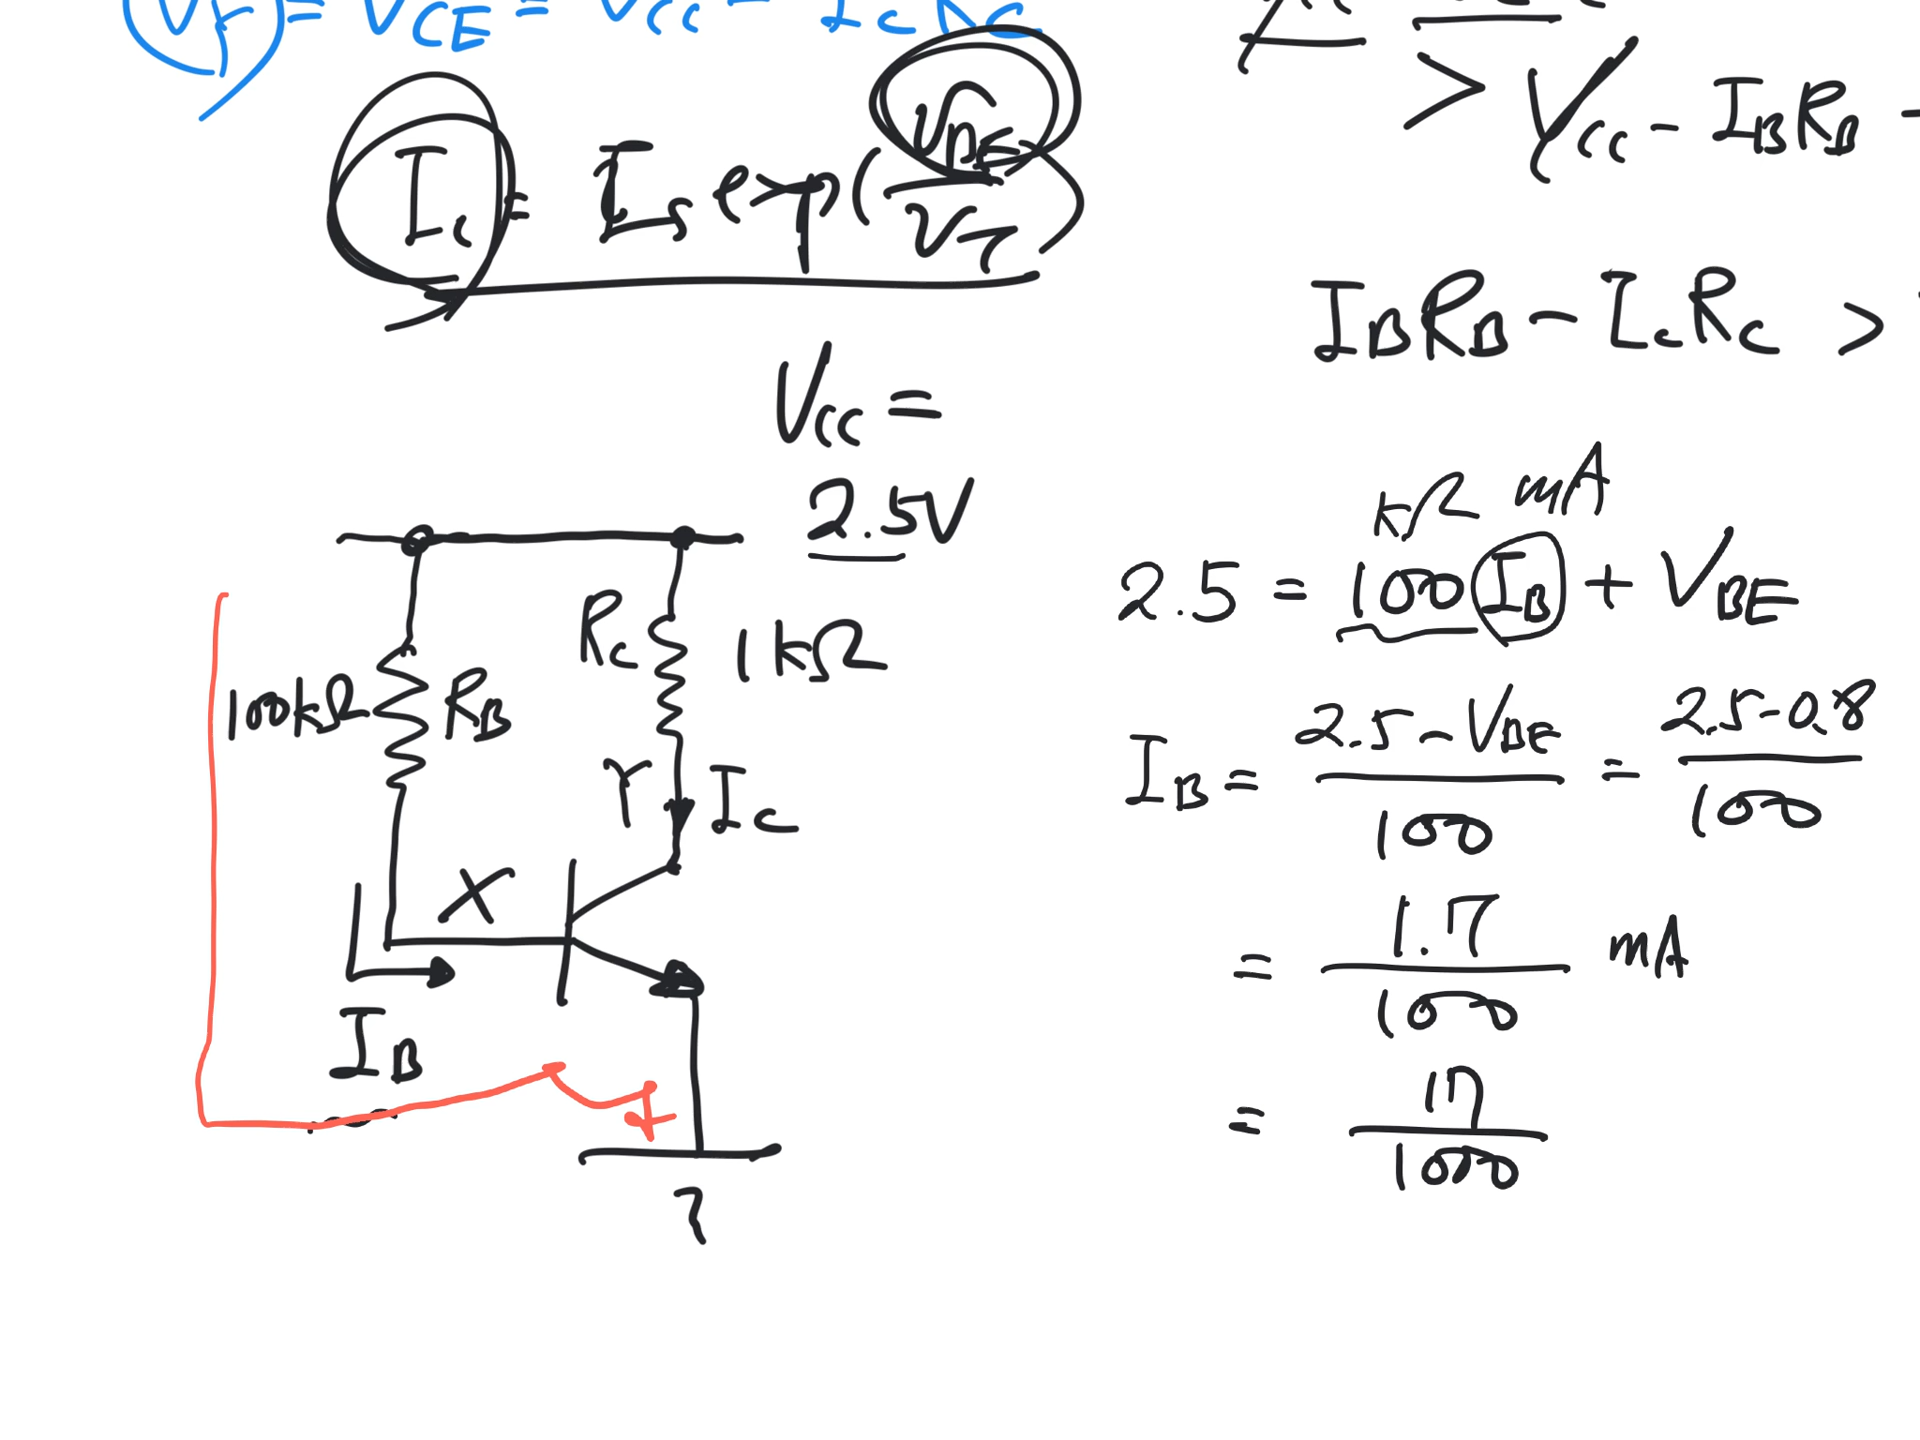 V_Y = V_CE = V_CC - I_C R_C
I_C = I_S exp(V_BE / V_T)
> V_CC - I_B R_B -
I_B R_B - I_C R_C >
V_CC =
2.5V
R_C 1kΩ
100kΩ R_B
Y I_C
X
I_B
kΩ mA
2.5 = 100 I_B + V_BE
I_B = (2.5 - V_BE) / 100 = (2.5 - 0.8) / 100
= 1.7 / 100 mA
= 17 / 1000